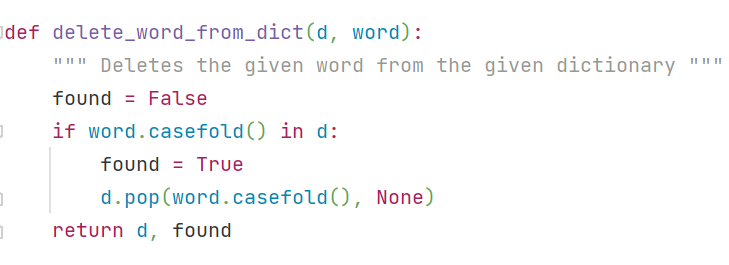 def delete_word_from_dict(d, word):
    """ Deletes the given word from the given dictionary """
    found = False
    if word.casefold() in d:
        found = True
        d.pop(word.casefold(), None)
    return d, found